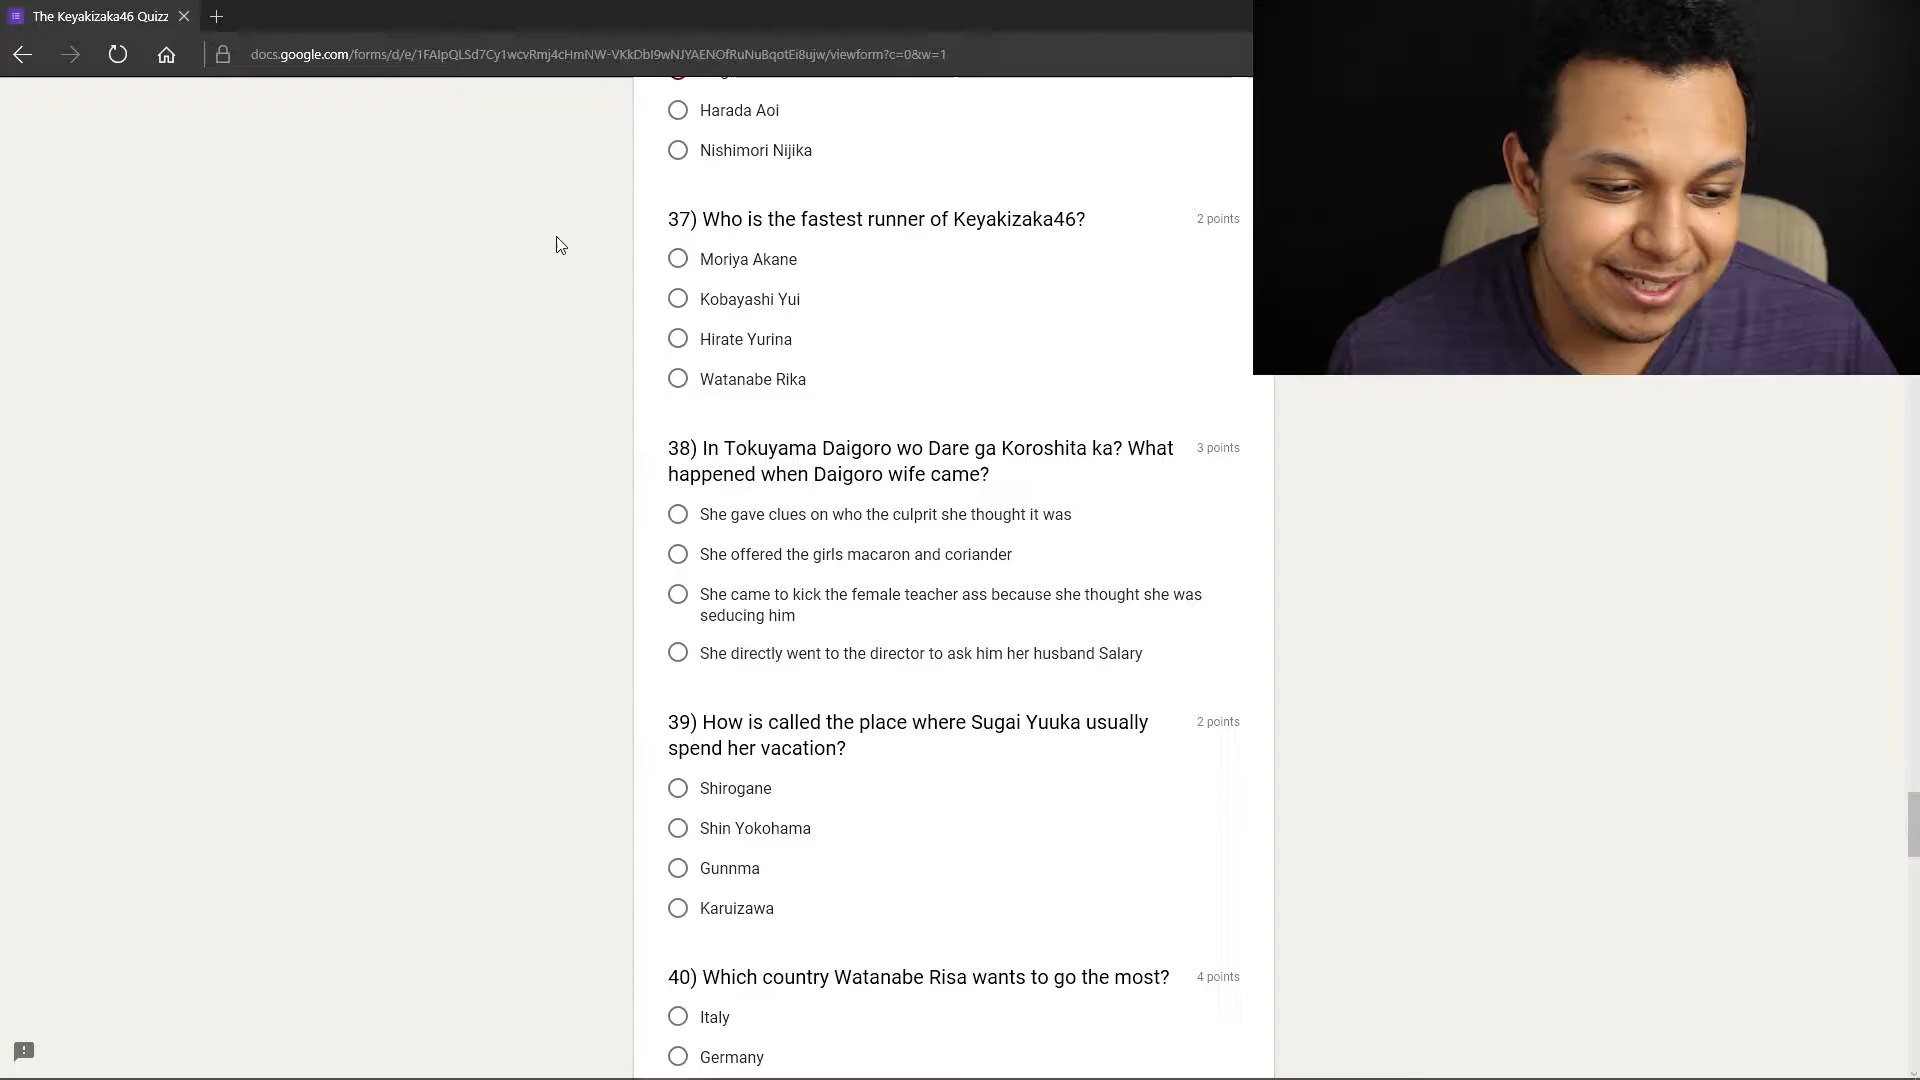 The Keyakizaka46 Quizz
docs.google.com/forms/d/e/1FAIpQLSd7Cy1wcvRmj4cHmNW-VKkDbI9wNJYAENOfRuNuBqotEi8ujw/viewform?c=0&w=1
Harada Aoi
Nishimori Nijika
37) Who is the fastest runner of Keyakizaka46?
2 points
Moriya Akane
Kobayashi Yui
Hirate Yurina
Watanabe Rika
38) In Tokuyama Daigoro wo Dare ga Koroshita ka? What
3 points
happened when Daigoro wife came?
She gave clues on who the culprit she thought it was
She offered the girls macaron and coriander
She came to kick the female teacher ass because she thought she was
seducing him
She directly went to the director to ask him her husband Salary
39) How is called the place where Sugai Yuuka usually
2 points
spend her vacation?
Shirogane
Shin Yokohama
Gunnma
Karuizawa
40) Which country Watanabe Risa wants to go the most?
4 points
Italy
Germany